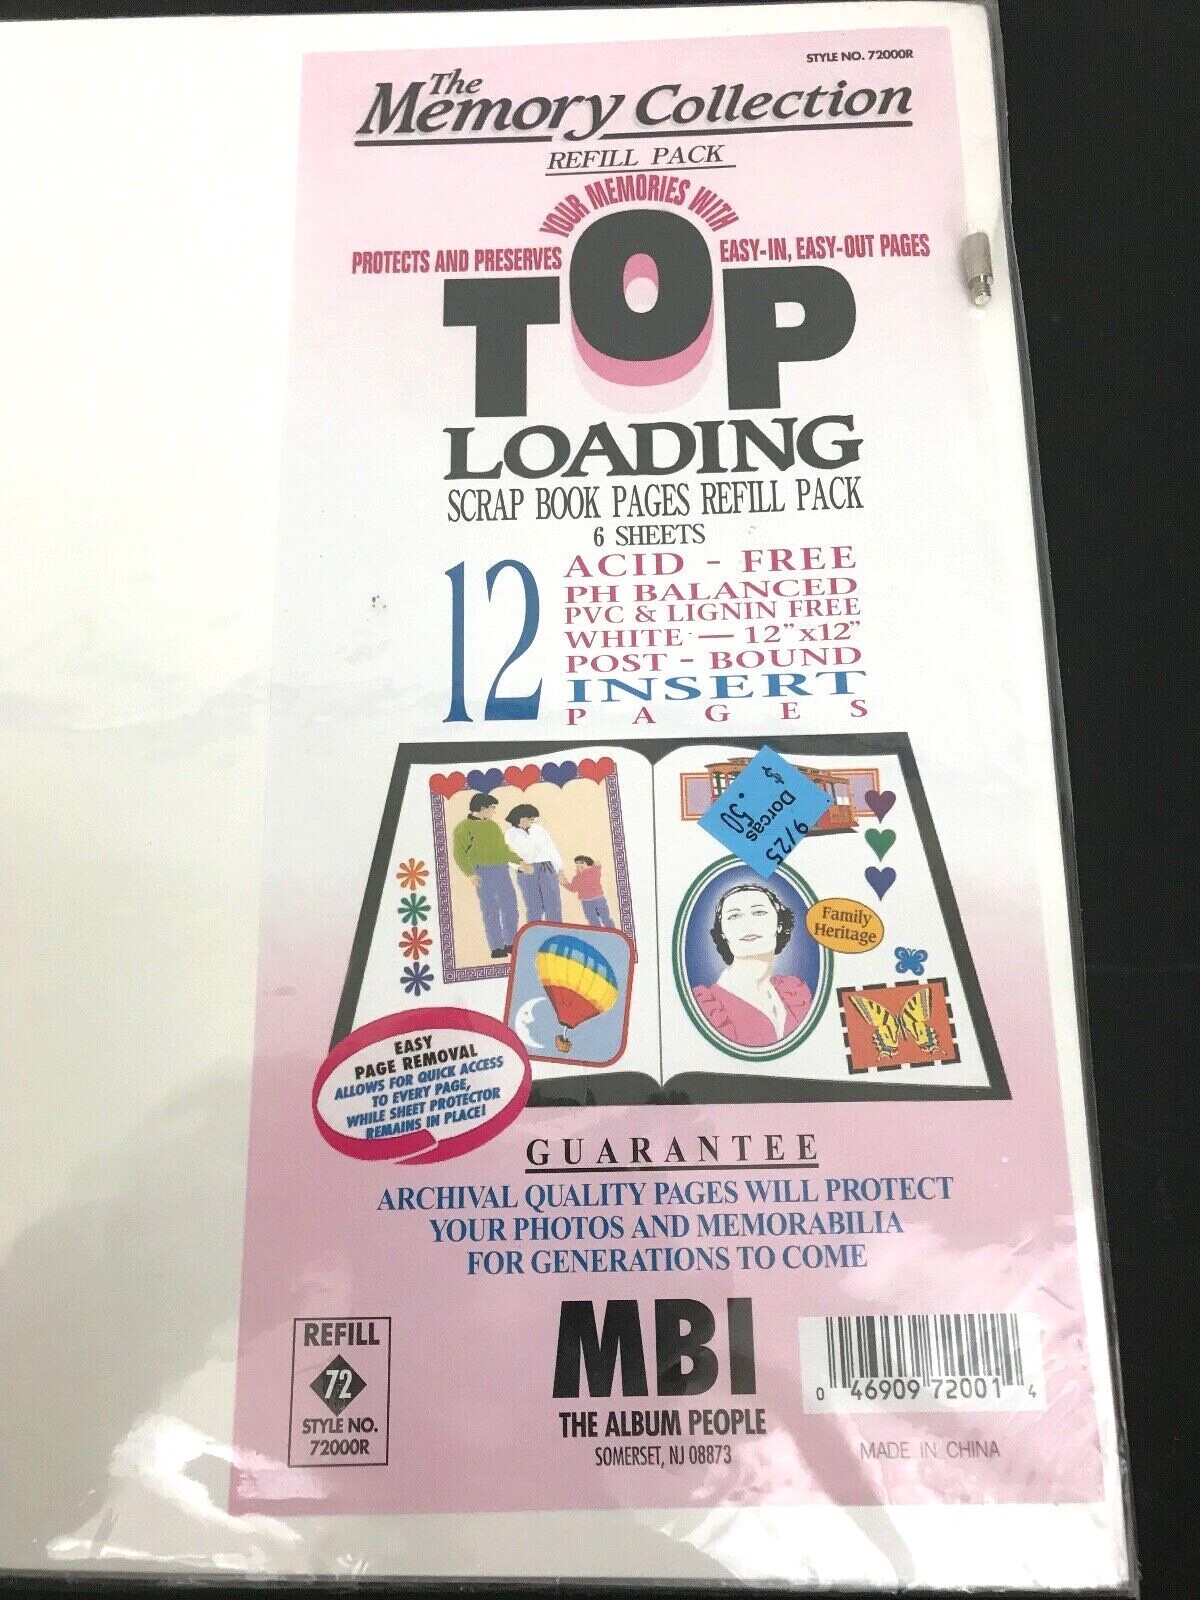 STYLE NO. 72000R
The
Memory Collection
REFILL PACK
PROTECTS AND PRESERVES YOUR MEMORIES WITH EASY-IN, EASY-OUT PAGES
TOP
LOADING
SCRAP BOOK PAGES REFILL PACK
6 SHEETS
12
ACID - FREE
PH BALANCED
PVC & LIGNIN FREE
WHITE — 12"x12"
POST - BOUND
INSERT
PAGES
9/25
Dorcas
$ .50
Family
Heritage
EASY
PAGE REMOVAL
ALLOWS FOR QUICK ACCESS
TO EVERY PAGE,
WHILE SHEET PROTECTOR
REMAINS IN PLACE!
GUARANTEE
ARCHIVAL QUALITY PAGES WILL PROTECT
YOUR PHOTOS AND MEMORABILIA
FOR GENERATIONS TO COME
REFILL
72
STYLE NO.
72000R
MBI
THE ALBUM PEOPLE
SOMERSET, NJ 08873
0 46909 72001 4
MADE IN CHINA